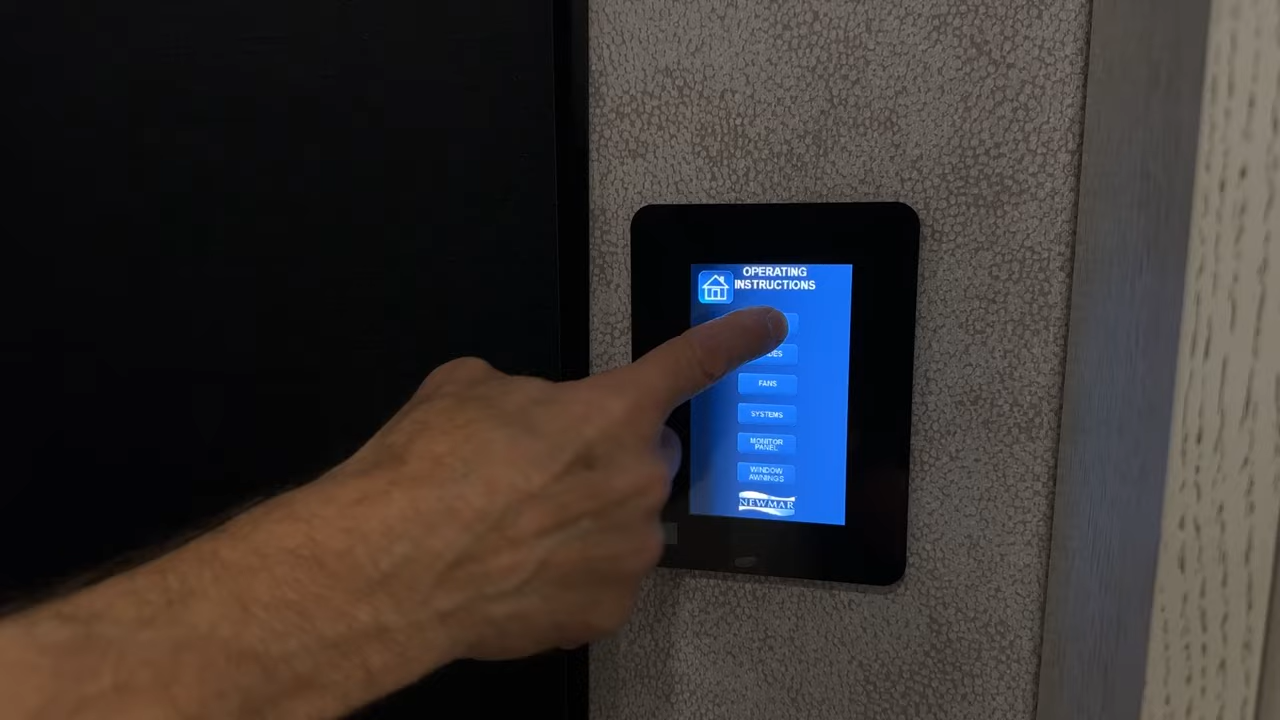 OPERATING
INSTRUCTIONS
FANS
SYSTEMS
MONITOR
PANEL
WINDOW
AWNINGS
NEWMAR